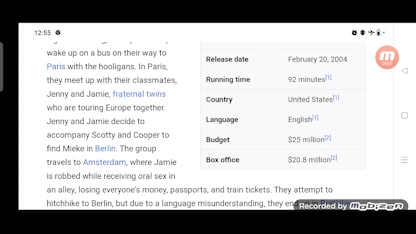 12:55
wake up on a bus on their way to
Paris with the hooligans. In Paris,
they meet up with their classmates,
Jenny and Jamie, fraternal twins
who are touring Europe together.
Jenny and Jamie decide to
accompany Scotty and Cooper to
find Mieke in Berlin. The group
travels to Amsterdam, where Jamie
is robbed while receiving oral sex in
an alley, losing everyone's money, passports, and train tickets. They attempt to
hitchhike to Berlin, but due to a language misunderstanding, they
Release date February 20, 2004
Running time 92 minutes[1]
Country United States[1]
Language English[1]
Budget $25 million[2]
Box office $20.8 million[2]
Recorded by Mobizen